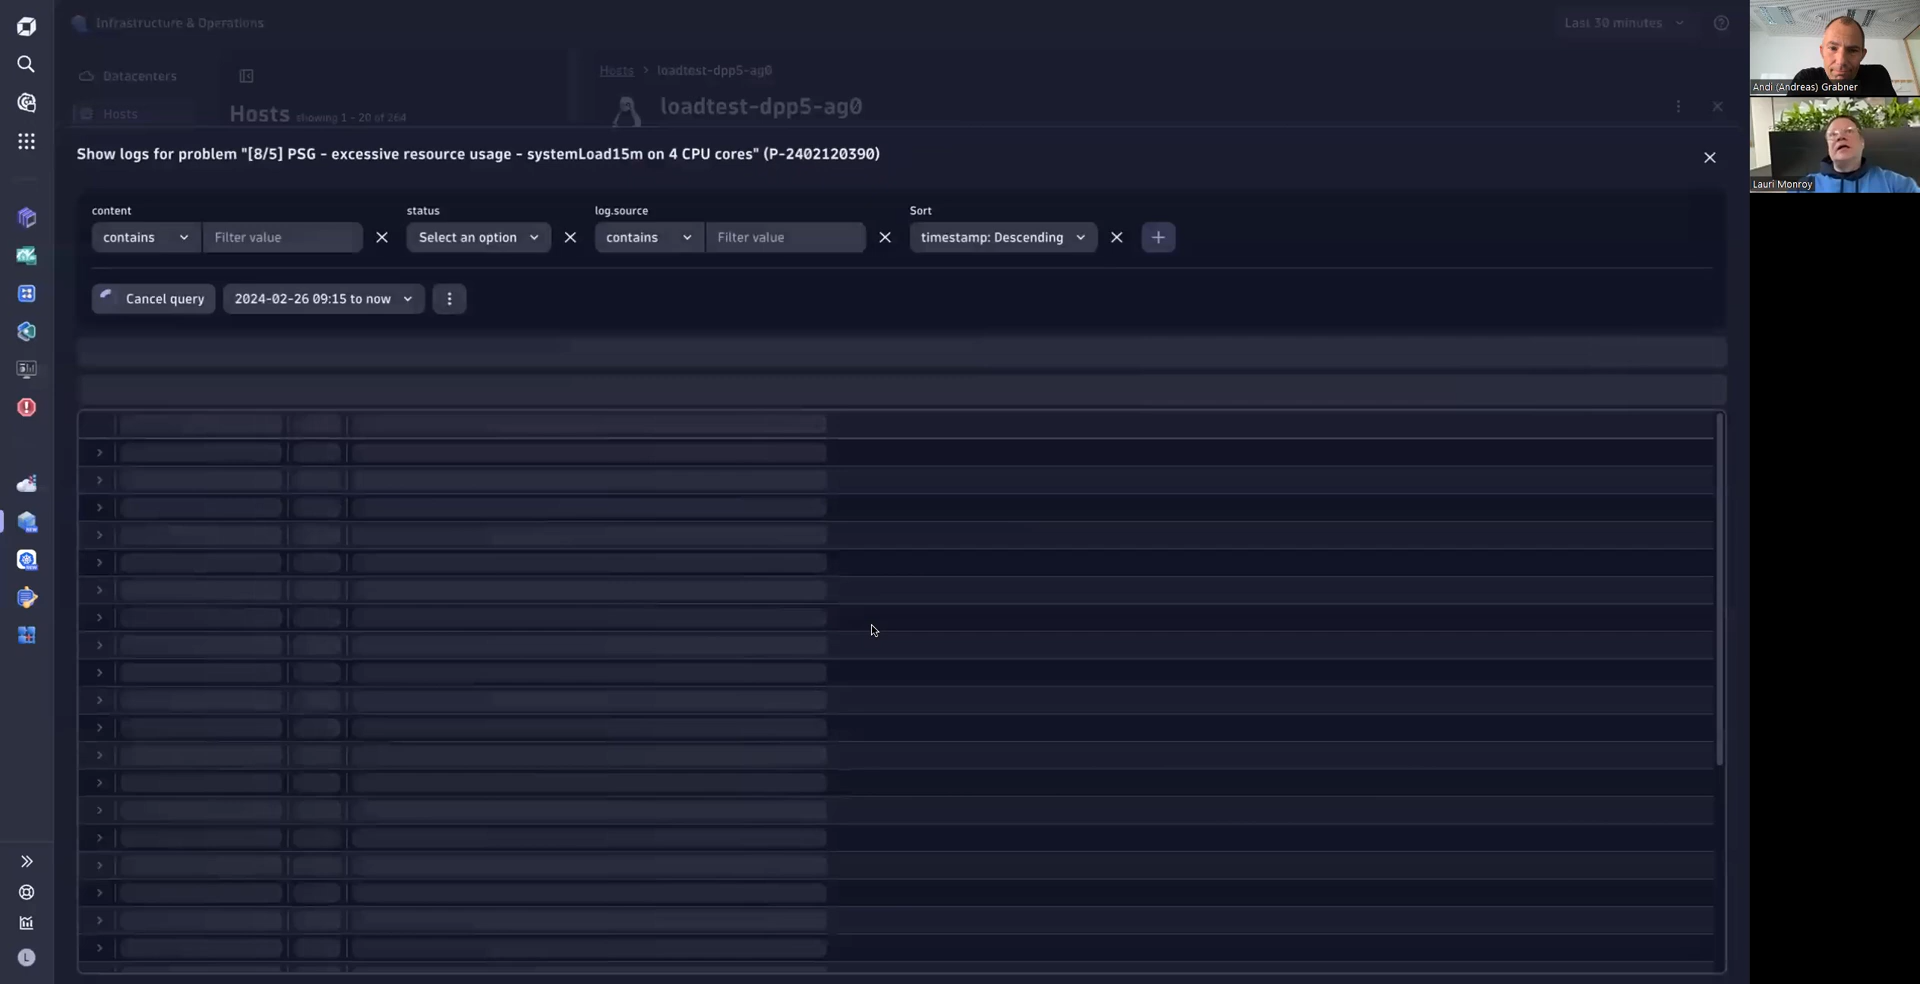 Infrastructure & Operations
Last 30 minutes
Datacenters
Hosts
Hosts showing 1 - 20 of 264
Hosts > loadtest-dpp5-ag0
loadtest-dpp5-ag0
Show logs for problem "[8/5] PSG - excessive resource usage - systemLoad15m on 4 CPU cores" (P-2402120390)
content
status
log.source
Sort
contains
Filter value
Select an option
contains
Filter value
timestamp: Descending
Cancel query
2024-02-26 09:15 to now
Andi (Andreas) Grabner
Lauri Monroy
NEW
NEW
L